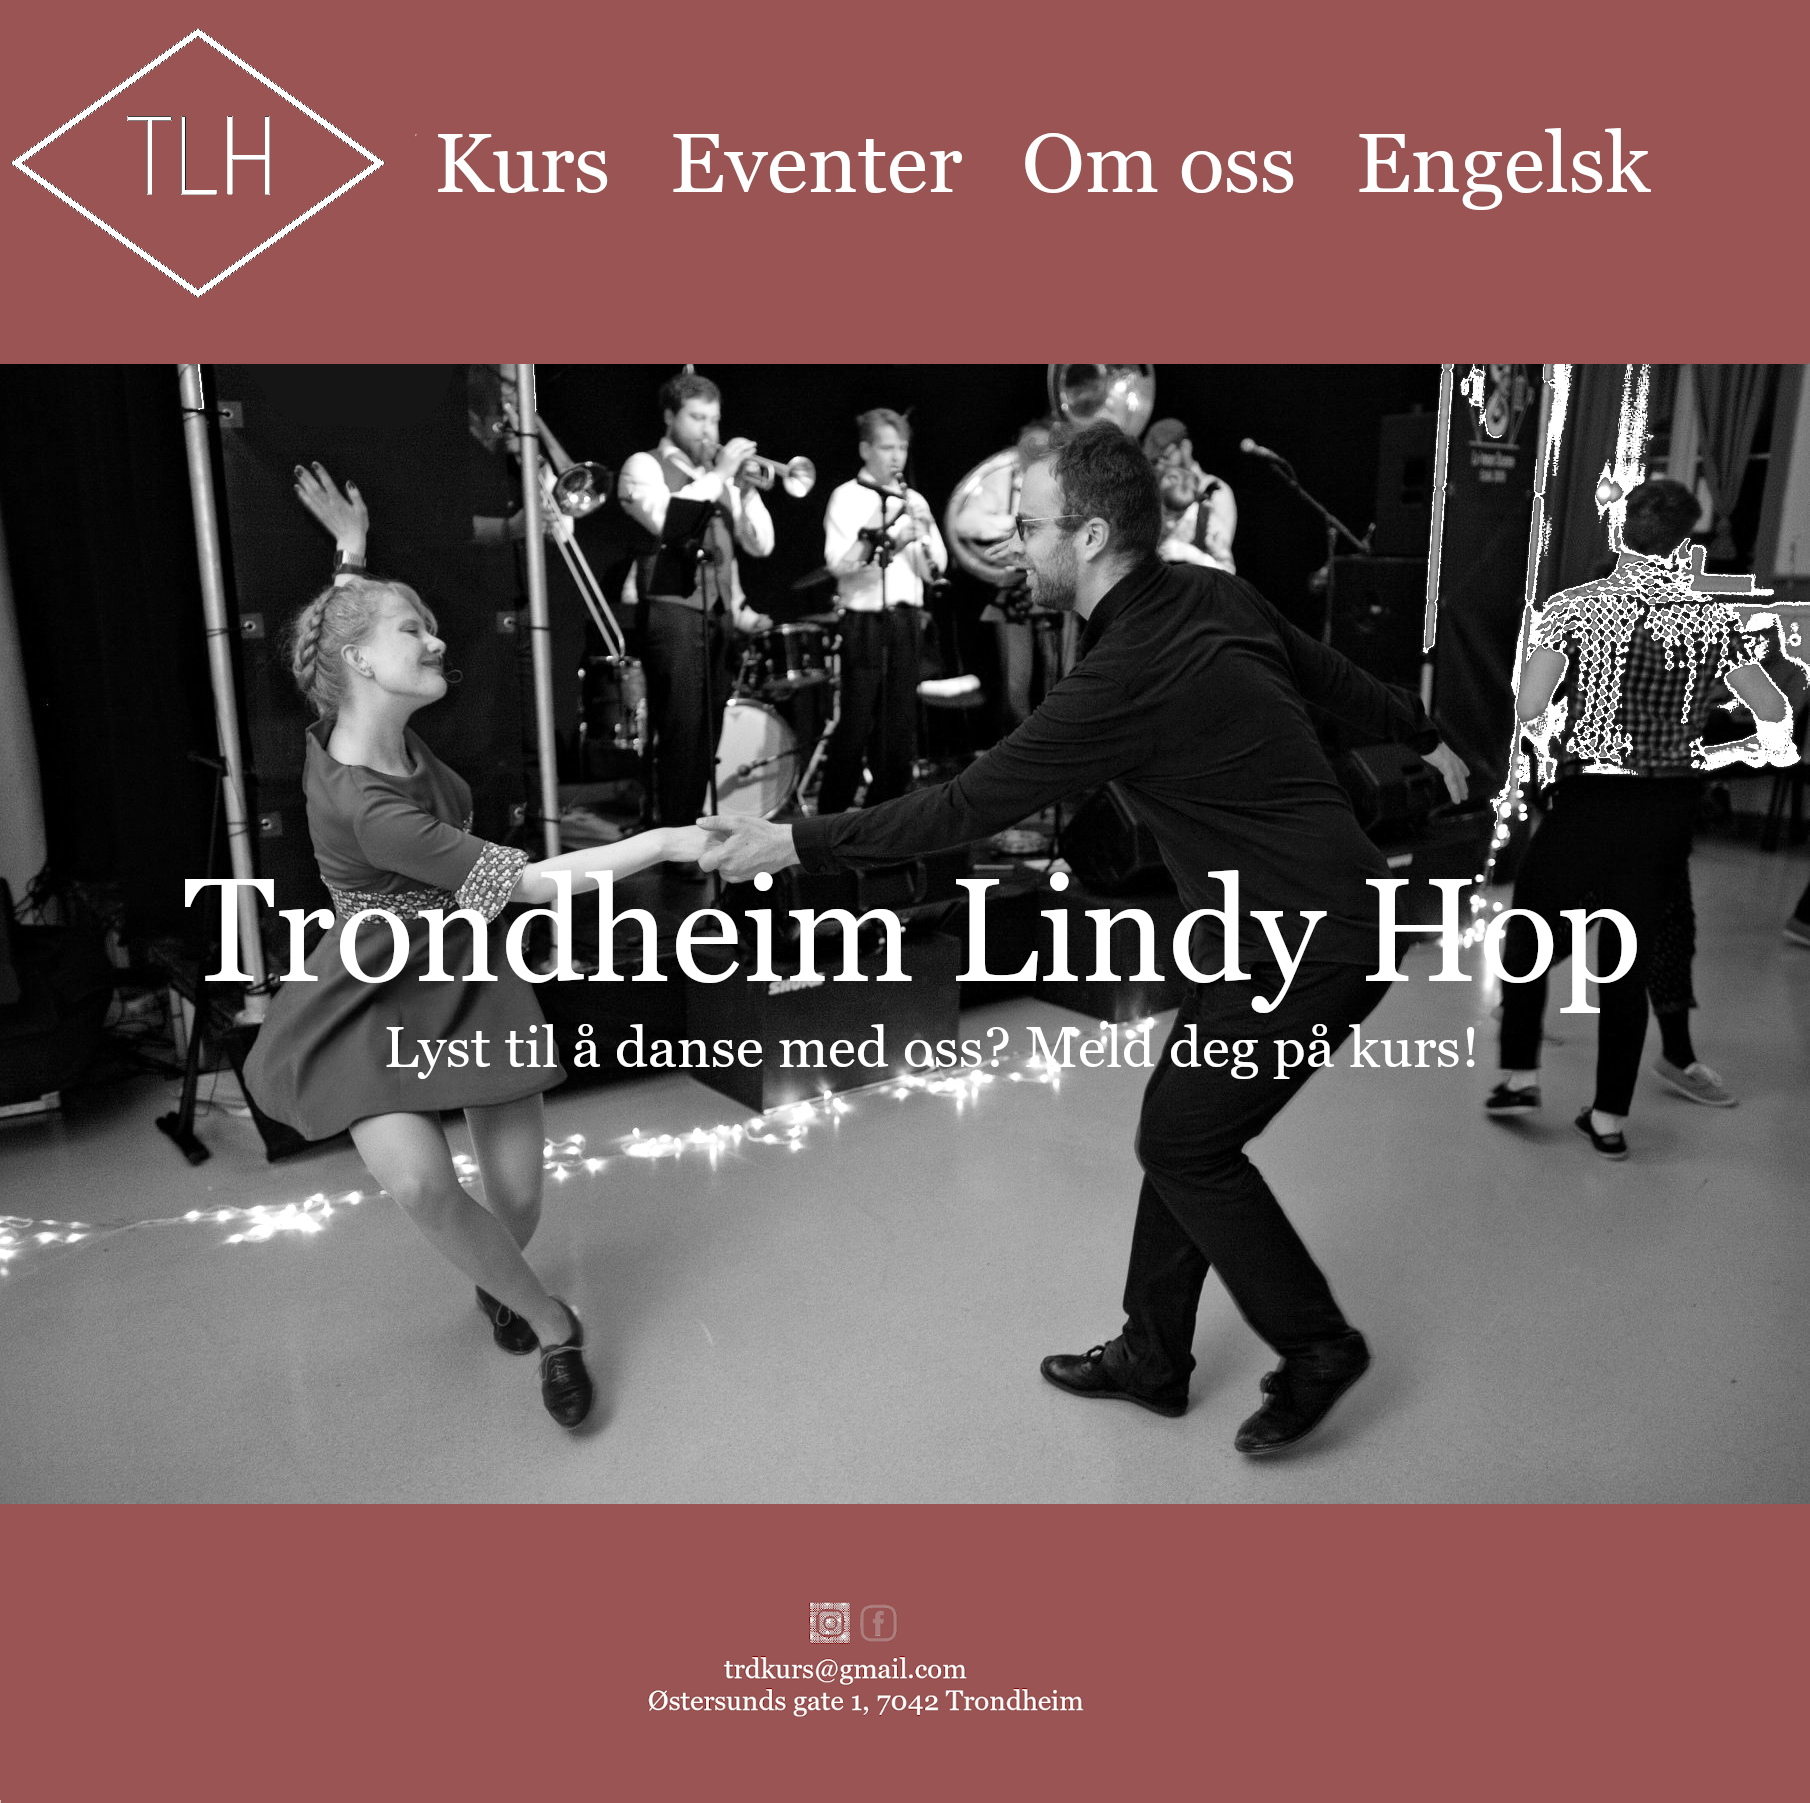 TLH
Kurs Eventer Om oss Engelsk
Trondheim Lindy Hop
Lyst til å danse med oss? Meld deg på kurs!
trdkurs@gmail.com
Østersunds gate 1, 7042 Trondheim